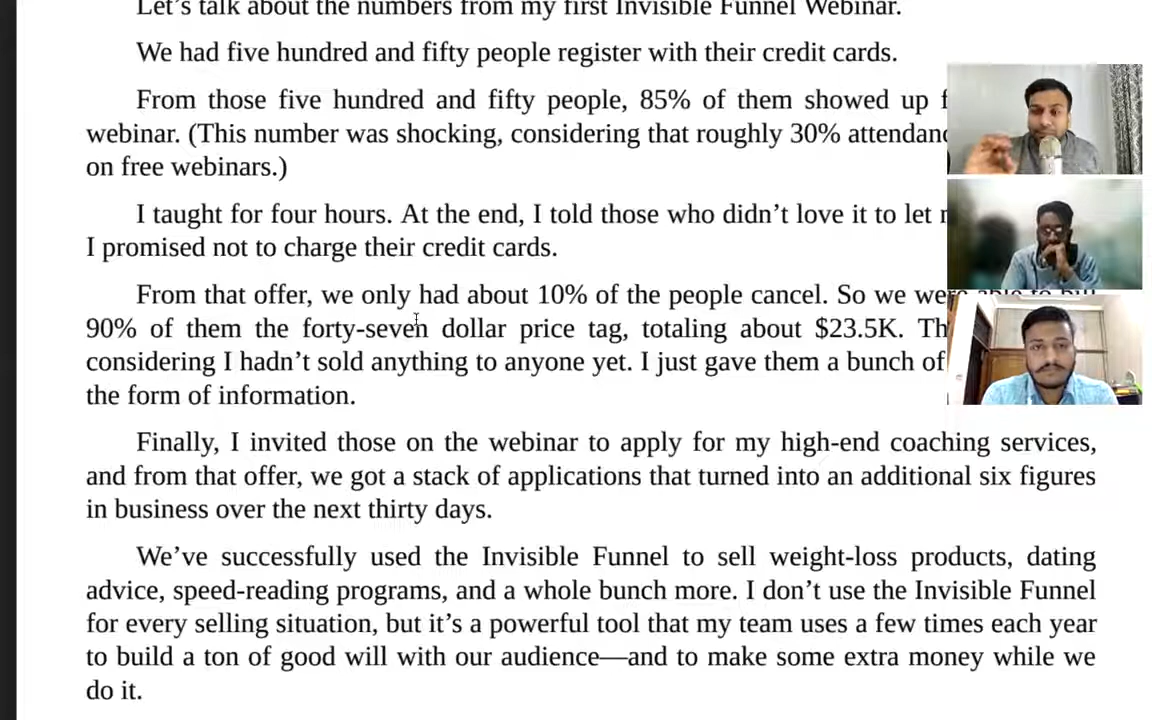 Let’s talk about the numbers from my first Invisible Funnel Webinar.
We had five hundred and fifty people register with their credit cards.
From those five hundred and fifty people, 85% of them showed up
webinar. (This number was shocking, considering that roughly 30%
on free webinars.)
I taught for four hours. At the end, I told those who didn’t love it to let
I promised not to charge their credit cards.
From that offer, we only had about 10% of the people cancel. So we
90% of them the forty-seven dollar price tag, totaling about $23.5K.
considering I hadn’t sold anything to anyone yet. I just gave them a bunch of
the form of information.
Finally, I invited those on the webinar to apply for my high-end coaching services,
and from that offer, we got a stack of applications that turned into an additional six figures
in business over the next thirty days.
We’ve successfully used the Invisible Funnel to sell weight-loss products, dating
advice, speed-reading programs, and a whole bunch more. I don’t use the Invisible Funnel
for every selling situation, but it’s a powerful tool that my team uses a few times each year
to build a ton of good will with our audience—and to make some extra money while we
do it.